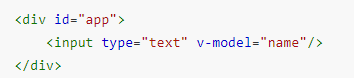 <div id="app">
    <input type="text" v-model="name"/>
</div>